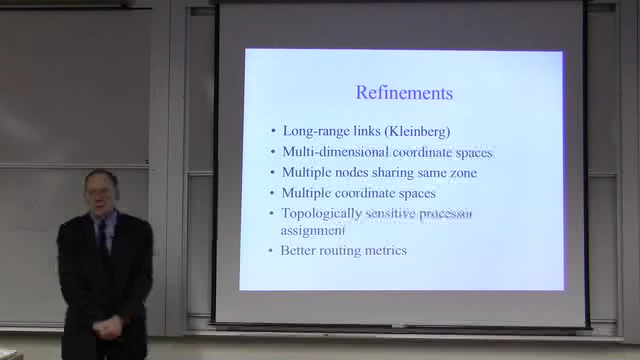 Refinements
• Long-range links (Kleinberg)
• Multi-dimensional coordinate spaces
• Multiple nodes sharing same zone
• Multiple coordinate spaces
• Topologically sensitive processor
assignment
• Better routing metrics